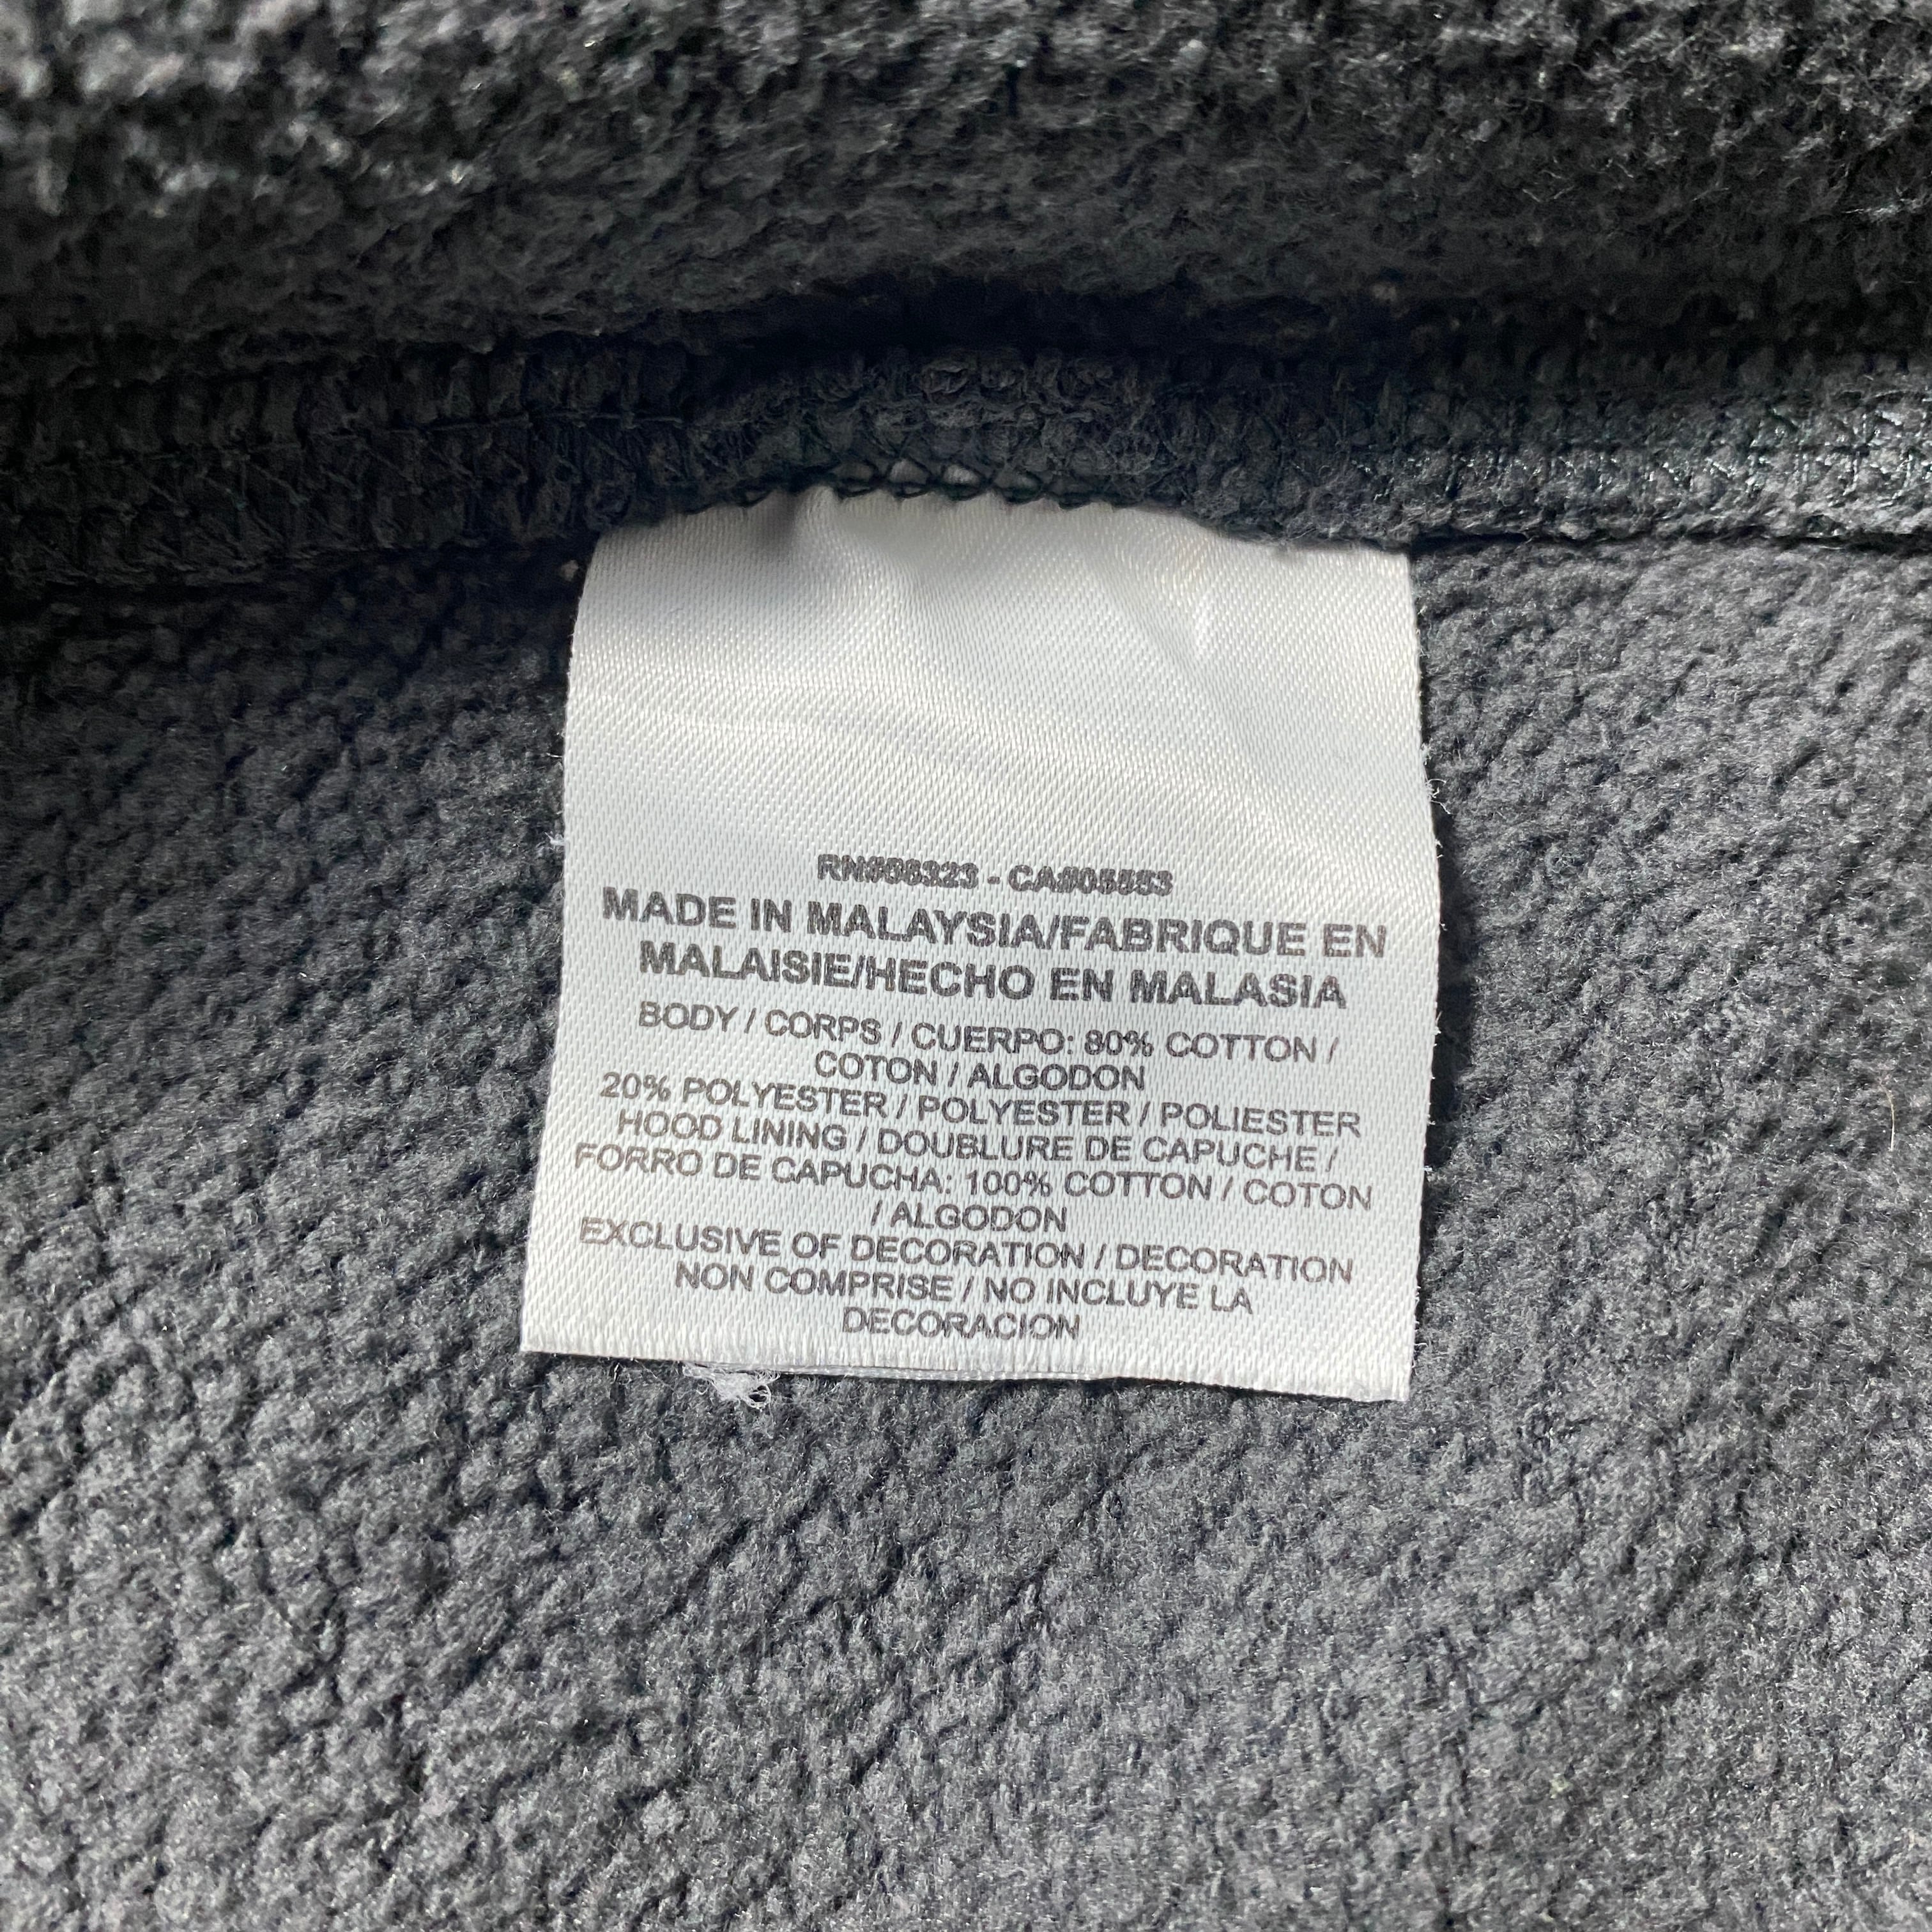 RN#56323 - CA#05553
MADE IN MALAYSIA/FABRIQUE EN
MALAISIE/HECHO EN MALASIA
BODY / CORPS / CUERPO: 80% COTTON /
COTON / ALGODON
20% POLYESTER / POLYESTER / POLIESTER
HOOD LINING / DOUBLURE DE CAPUCHE /
FORRO DE CAPUCHA: 100% COTTON / COTON
/ ALGODON
EXCLUSIVE OF DECORATION / DECORATION
NON COMPRISE / NO INCLUYE LA
DECORACION